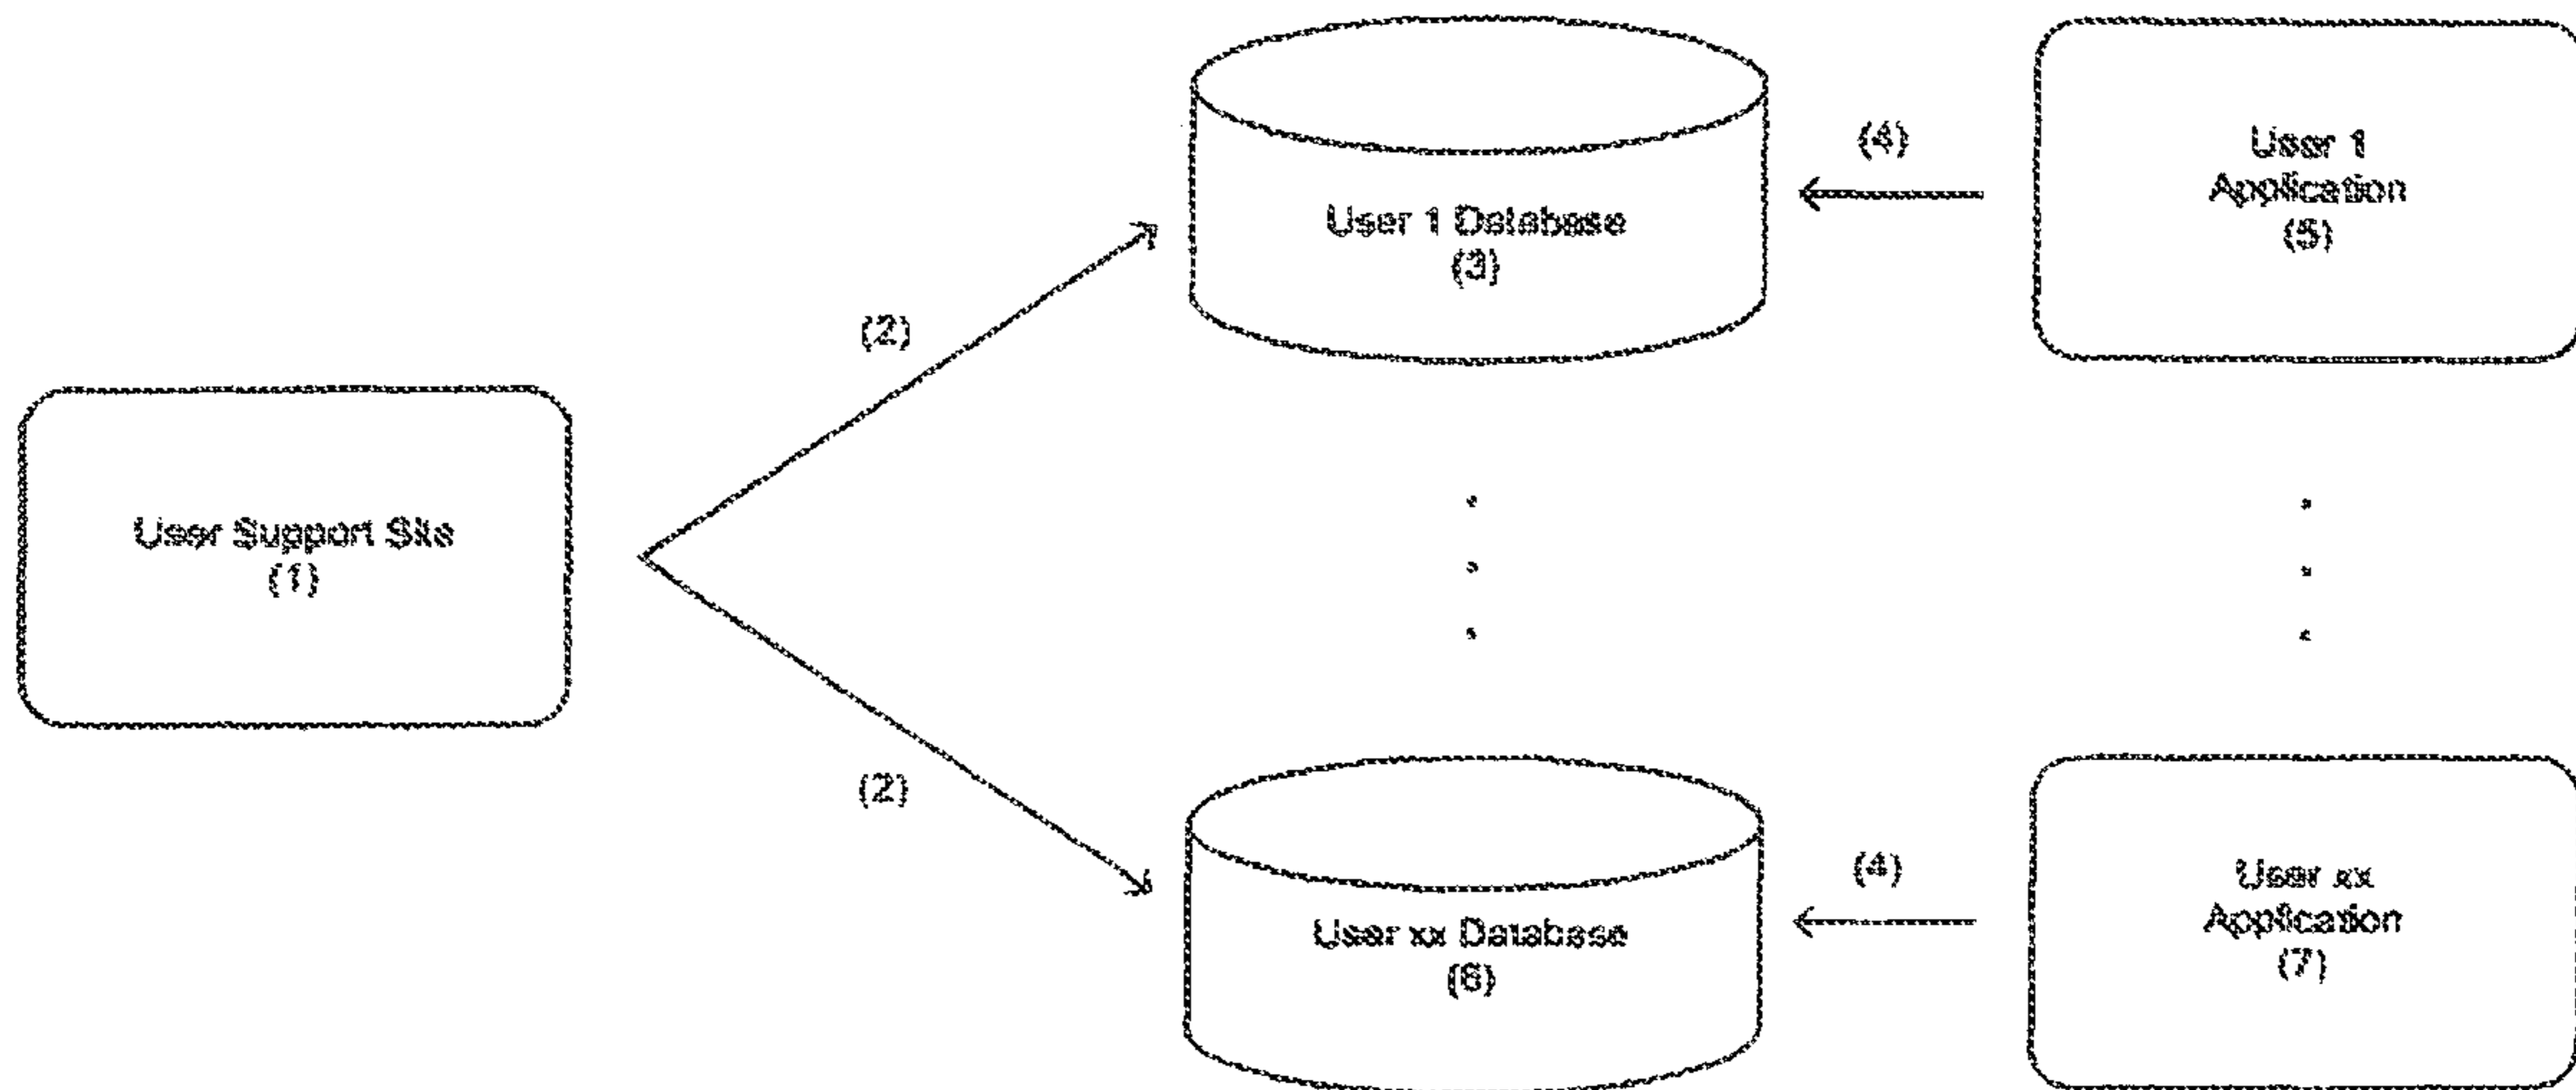 User 1 Database
(3)
(4)
User 1
Application
(5)
(2)
User Support Site
(1)
(2)
User xx Database
(6)
(4)
User xx
Application
(7)